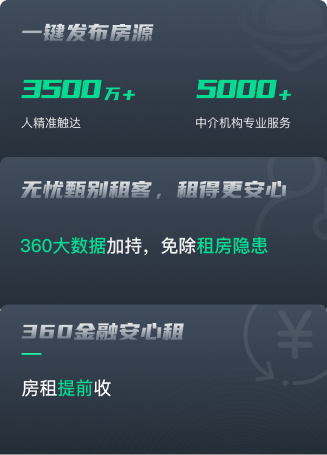 一键发布房源
3500万+ 5000+
人精准触达 中介机构专业服务
无忧甄别租客，租得更安心
360大数据加持，免除租房隐患
360金融安心租
房租提前收